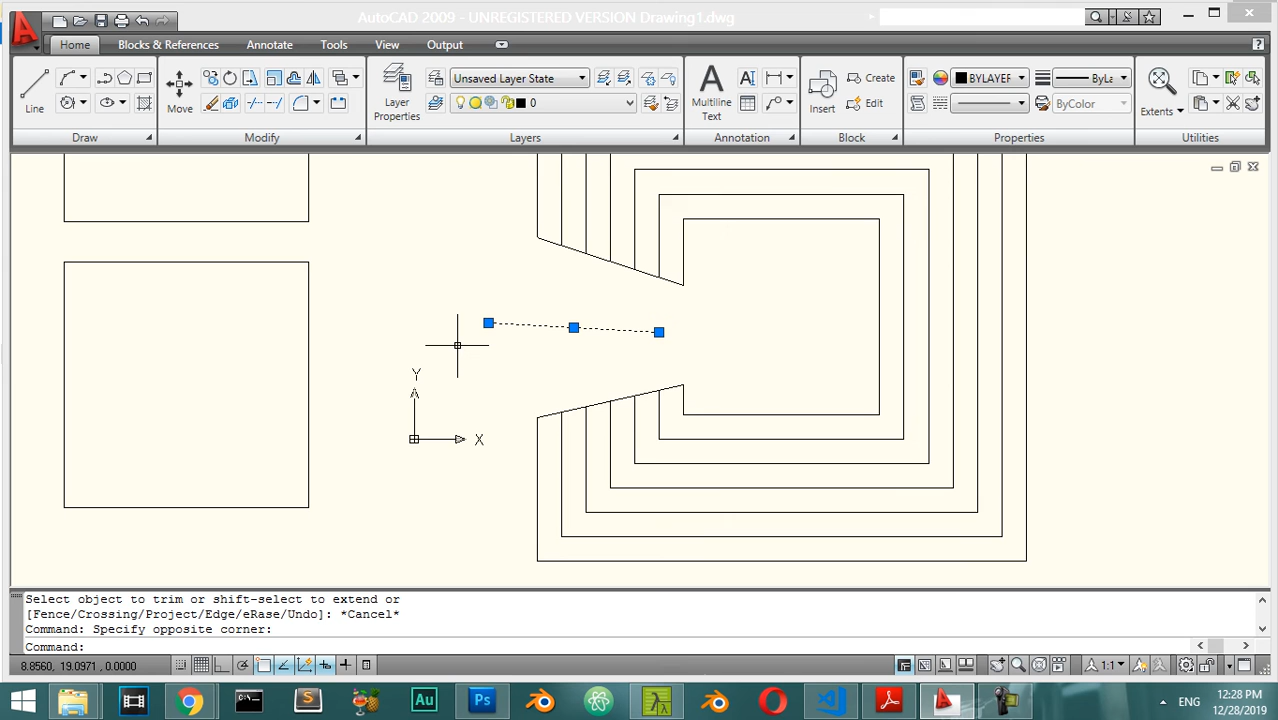 AutoCAD 2009 - UNREGISTERED VERSION Drawing1.dwg
Home Blocks & References Annotate Tools View Output
Line
Move
Layer Properties
Unsaved Layer State
0
Multiline Text
Insert
Create
Edit
BYLAYER
ByLa
ByColor
Extents
Draw Modify Layers Annotation Block Properties Utilities
Y
X
Select object to trim or shift-select to extend or
[Fence/Crossing/Project/Edge/eRase/Undo]: *Cancel*
Command: Specify opposite corner:
Command:
8.8560, 19.0971, 0.0000
1:1
Au
Ps
ENG
12:28 PM
12/28/2019